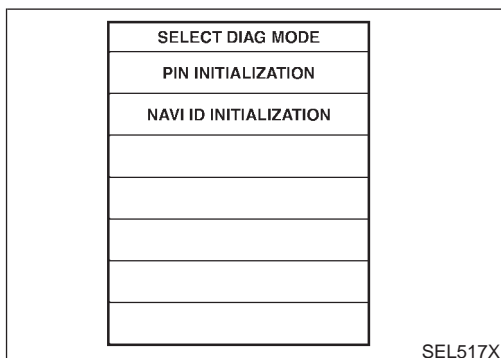 SELECT DIAG MODE
PIN INITIALIZATION
NAVI ID INITIALIZATION
SEL517X